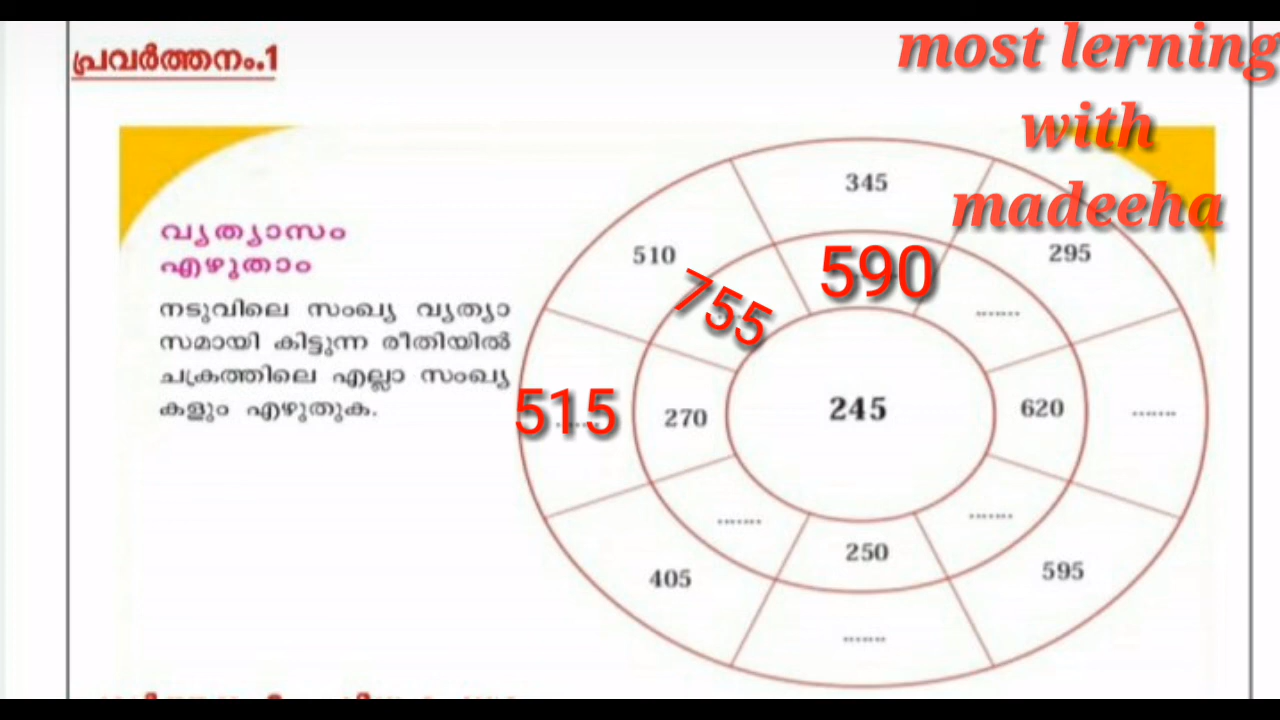 പ്രവർത്തനം.1
most lerning
with
madeeha
വ്യത്യാസം
എഴുതാം
നടുവിലെ സംഖ്യ വ്യത്യാ
സമായി കിട്ടുന്ന രീതിയിൽ
ചക്രത്തിലെ എല്ലാ സംഖ്യ
കളും എഴുതുക.
345
510
295
590
755
.......
515
270
245
620
.......
.......
.......
250
405
595
.......